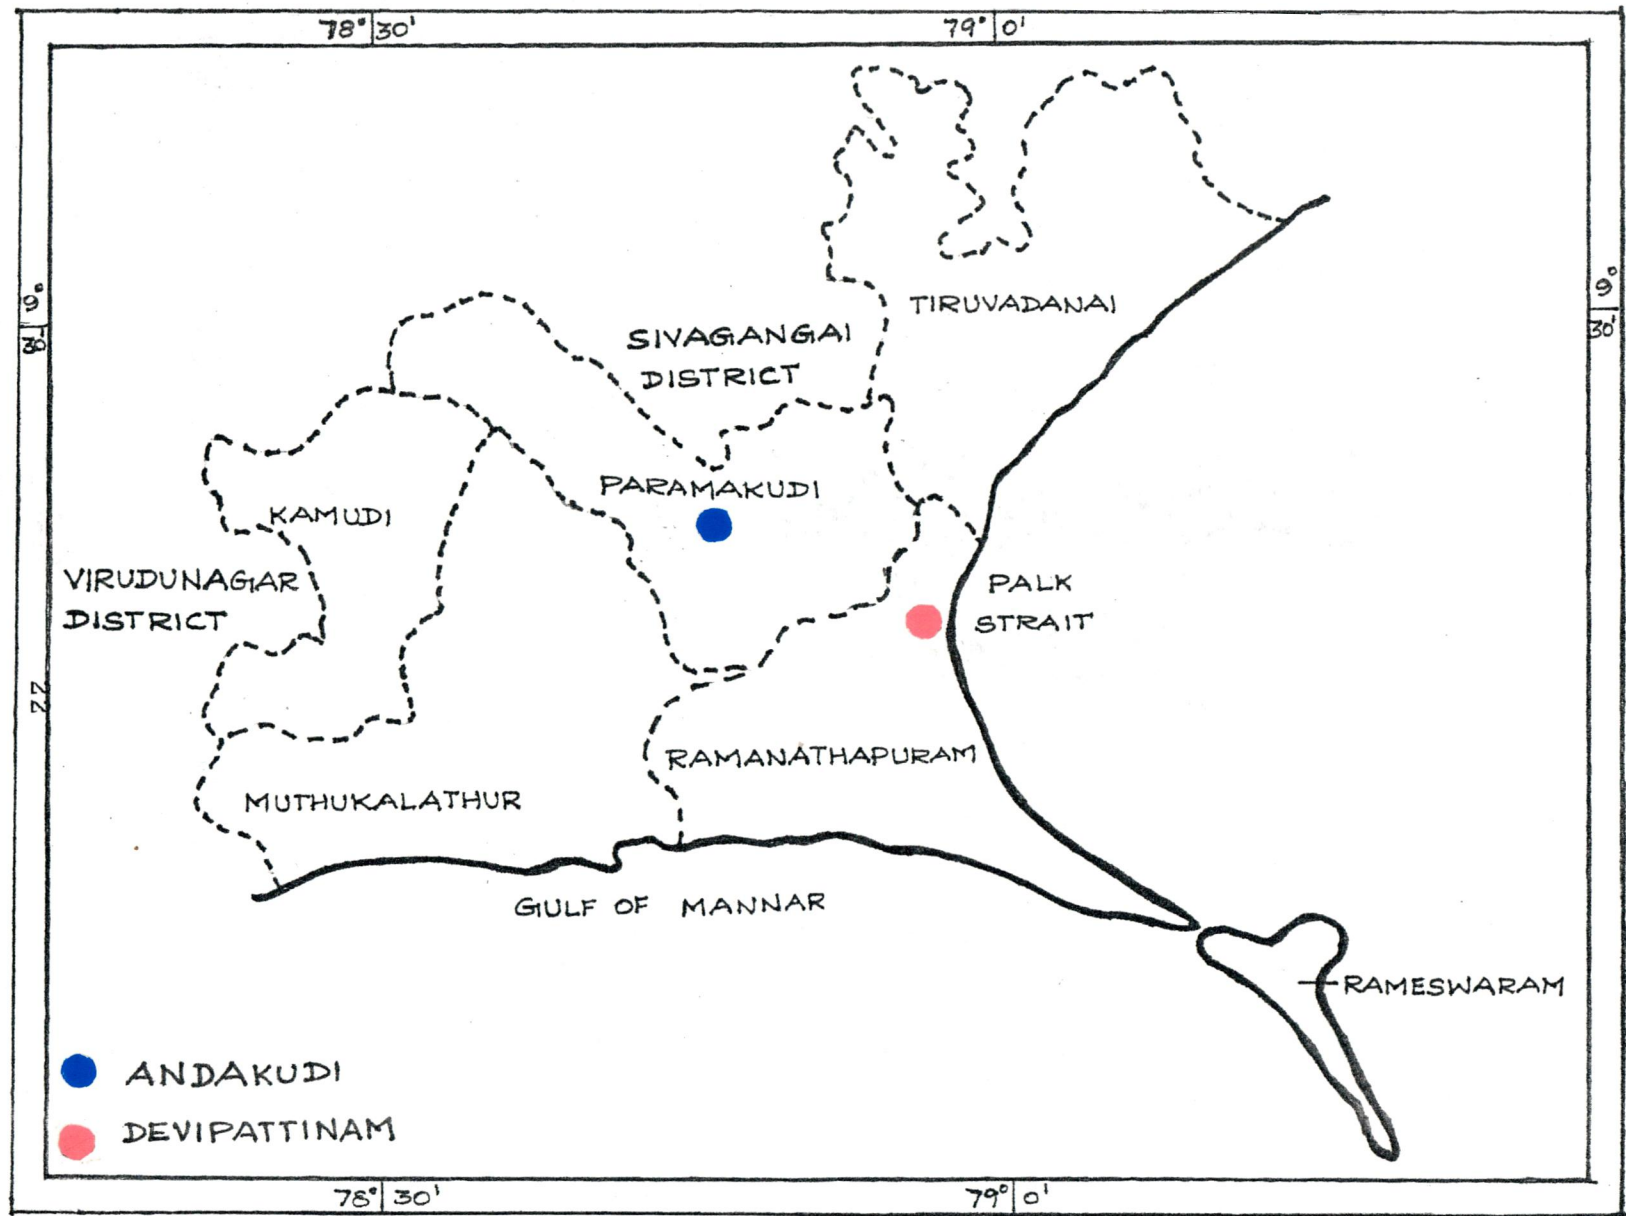 78° 30'
79° 0'
TIRUVADANAI
9°
30'
9°
30'
SIVAGANGAI
DISTRICT
PARAMAKUDI
KAMUDI
VIRUDUNAGAR
DISTRICT
PALK
STRAIT
RAMANATHAPURAM
MUTHUKALATHUR
GULF OF MANNAR
RAMESWARAM
ANDAKUDI
DEVIPATTINAM
78° 30'
79° 0'